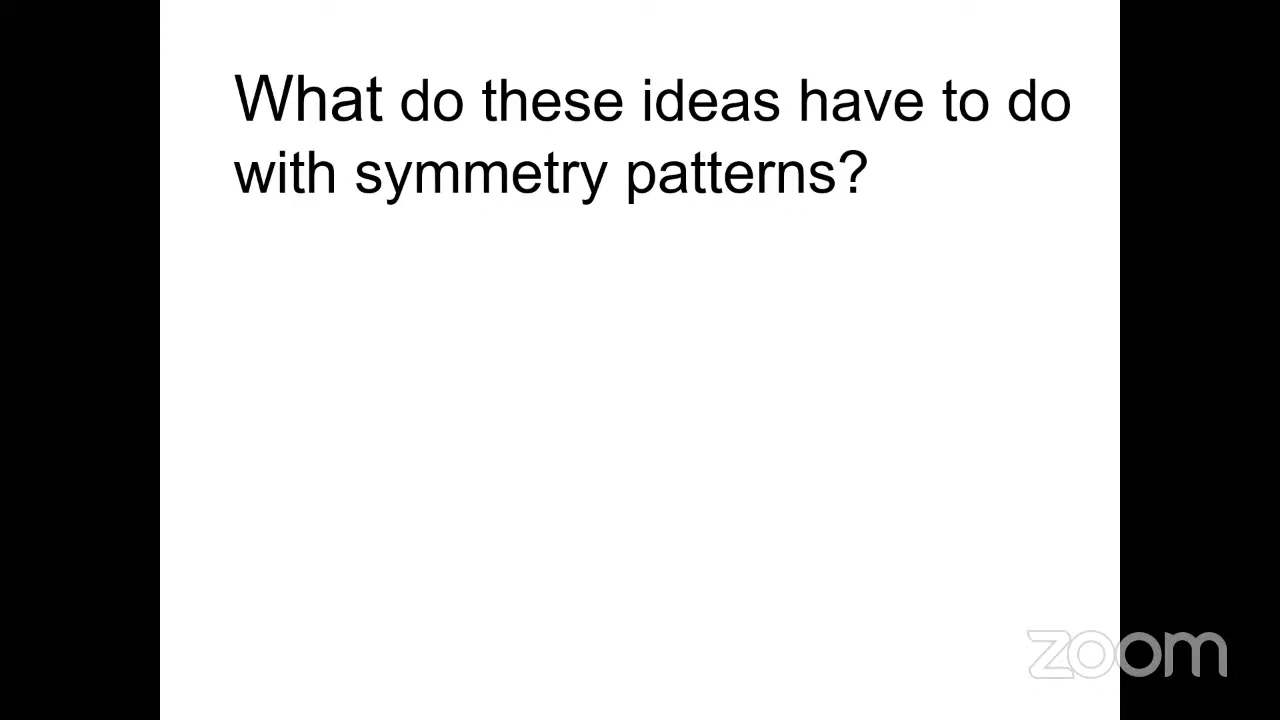 What do these ideas have to do
with symmetry patterns?
zoom